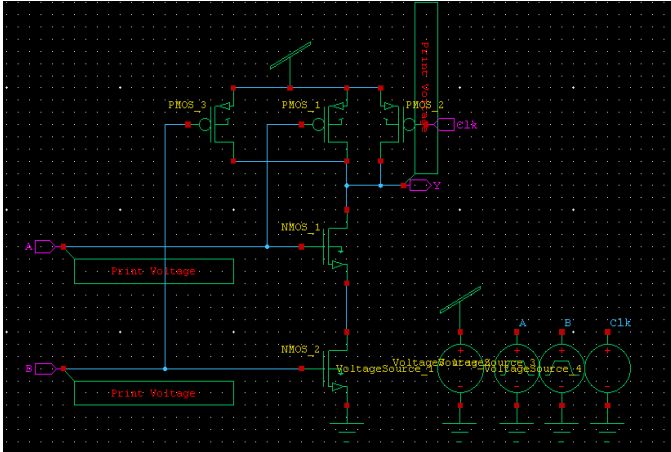 Print Voltage
PMOS_3
PMOS_1
PMOS_2
Clk
Y
NMOS_1
A
Print Voltage
NMOS_2
B
Print Voltage
A
B
Clk
VoltageSource_1
VoltageSource_3
VoltageSource_4